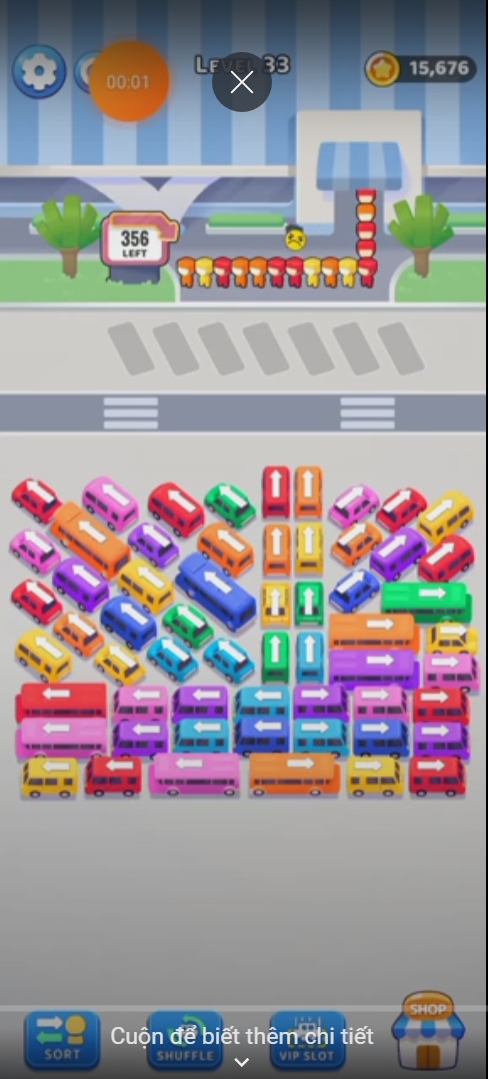 LEVEL 33
00:01
15,676
356
LEFT
SHOP
Cuộn để biết thêm chi tiết
SORT
SHUFFLE
VIP SLOT